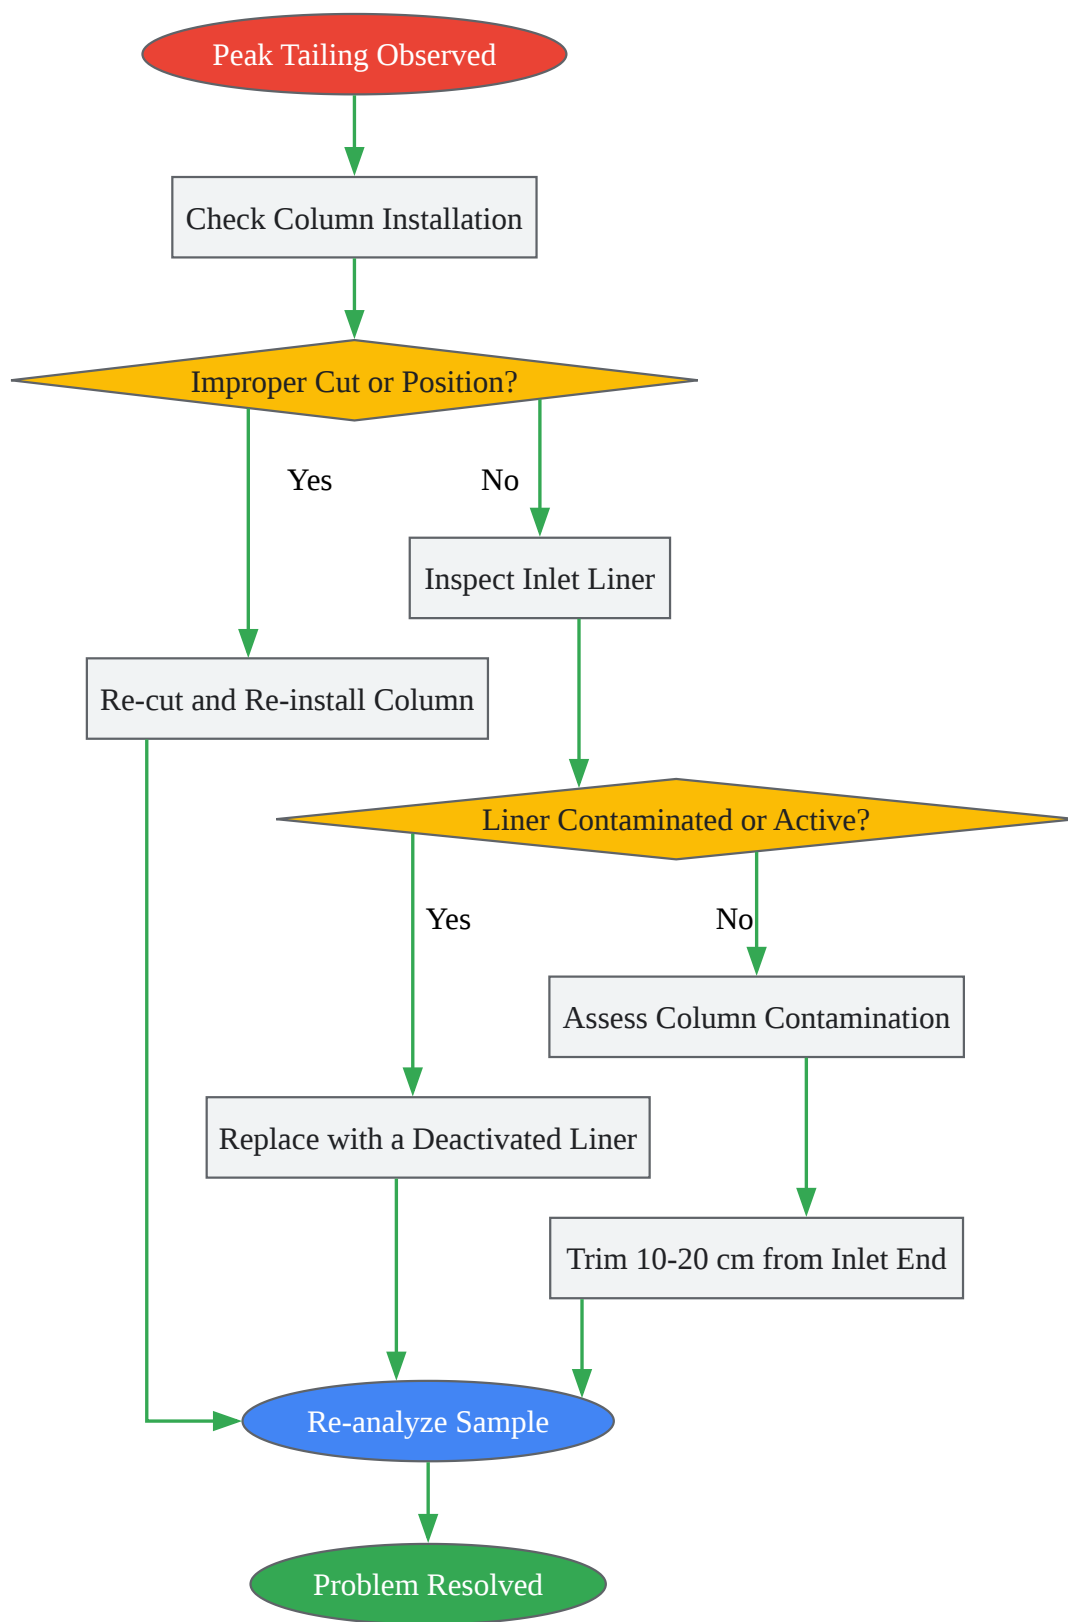 Peak Tailing Observed
Check Column Installation
Improper Cut or Position?
Yes
No
Inspect Inlet Liner
Re-cut and Re-install Column
Liner Contaminated or Active?
Yes
No
Assess Column Contamination
Replace with a Deactivated Liner
Trim 10-20 cm from Inlet End
Re-analyze Sample
Problem Resolved